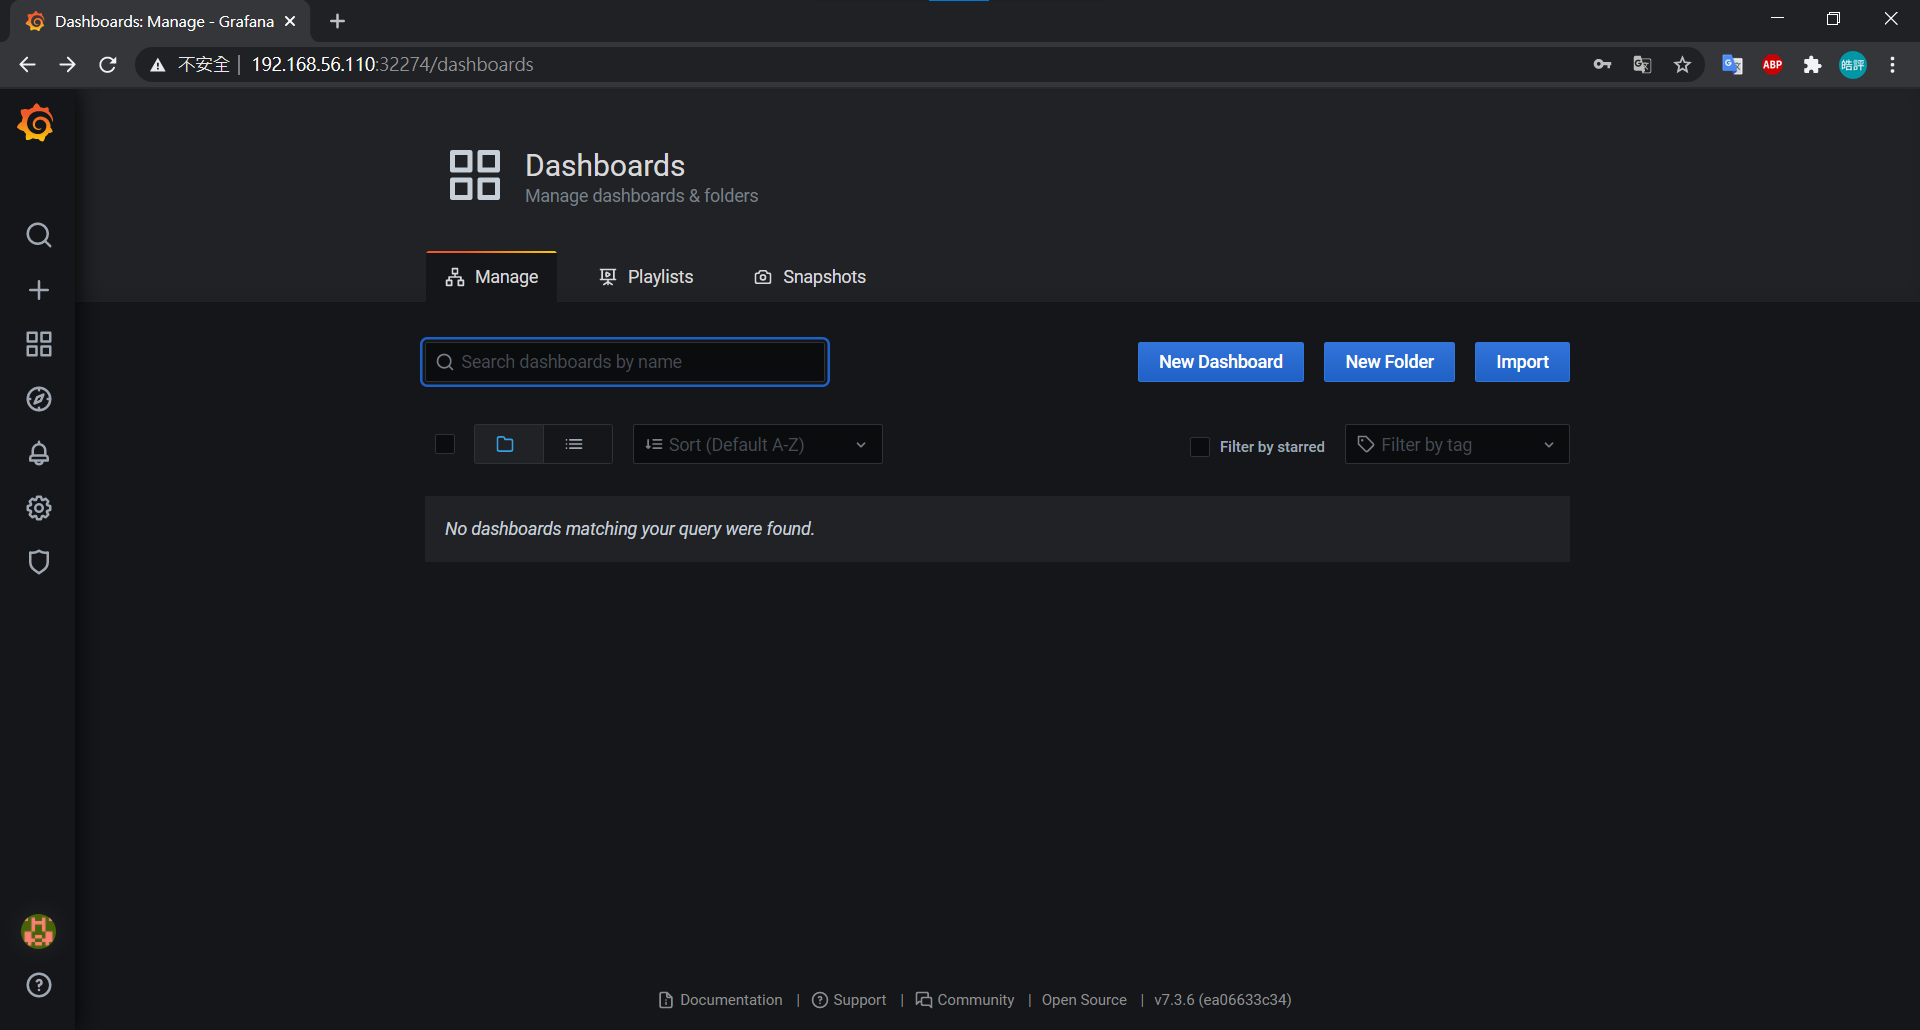 Dashboards: Manage - Grafana
不安全 | 192.168.56.110:32274/dashboards
ABP
皓評
Dashboards
Manage dashboards & folders
Manage Playlists Snapshots
Search dashboards by name New Dashboard New Folder Import
Sort (Default A-Z) Filter by starred Filter by tag
No dashboards matching your query were found.
Documentation | Support | Community | Open Source | v7.3.6 (ea06633c34)